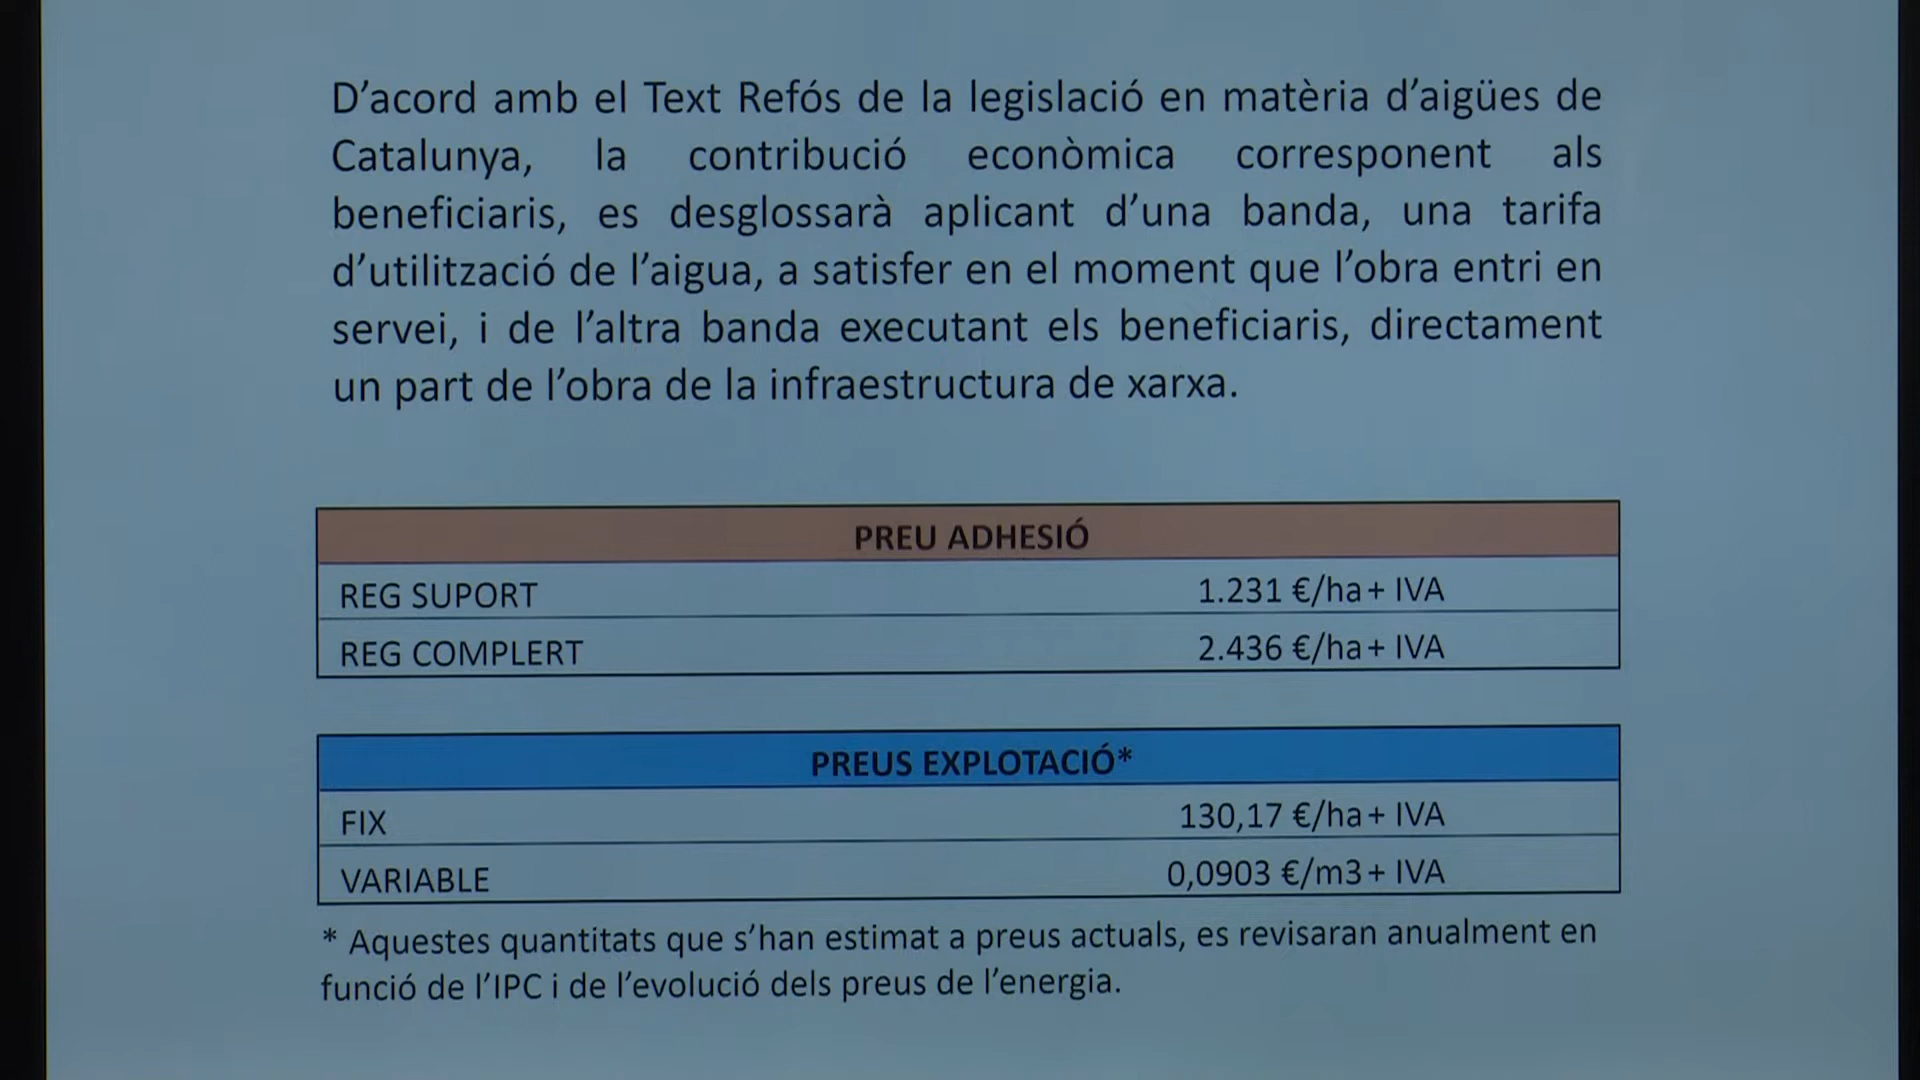 D’acord amb el Text Refós de la legislació en matèria d’aigües de
Catalunya, la contribució econòmica corresponent als
beneficiaris, es desglossarà aplicant d’una banda, una tarifa
d’utilització de l’aigua, a satisfer en el moment que l’obra entri en
servei, i de l’altra banda executant els beneficiaris, directament
un part de l’obra de la infraestructura de xarxa.
PREU ADHESIÓ
REG SUPORT 1.231 €/ha+ IVA
REG COMPLERT 2.436 €/ha+ IVA
PREUS EXPLOTACIÓ*
FIX 130,17 €/ha+ IVA
VARIABLE 0,0903 €/m3+ IVA
* Aquestes quantitats que s’han estimat a preus actuals, es revisaran anualment en
funció de l’IPC i de l’evolució dels preus de l’energia.